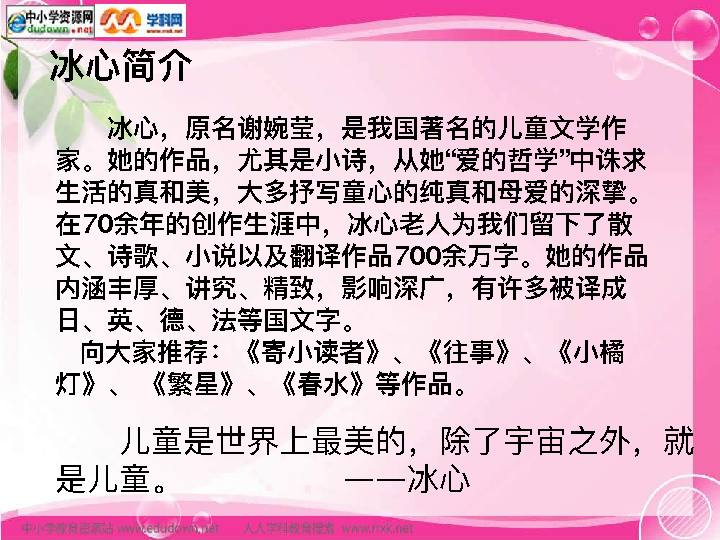 中小学资源网
dudown.net
学科网
www.nxk.net
冰心简介
冰心，原名谢婉莹，是我国著名的儿童文学作
家。她的作品，尤其是小诗，从她“爱的哲学”中诛求
生活的真和美，大多抒写童心的纯真和母爱的深挚。
在70余年的创作生涯中，冰心老人为我们留下了散
文、诗歌、小说以及翻译作品700余万字。她的作品
内涵丰厚、讲究、精致，影响深广，有许多被译成
日、英、德、法等国文字。
向大家推荐：《寄小读者》、《往事》、《小橘
灯》、《繁星》、《春水》等作品。
儿童是世界上最美的，除了宇宙之外，就
是儿童。 ——冰心
中小学教育资源站 www.edudown.net 人人学科教育搜索 www.rrxk.net